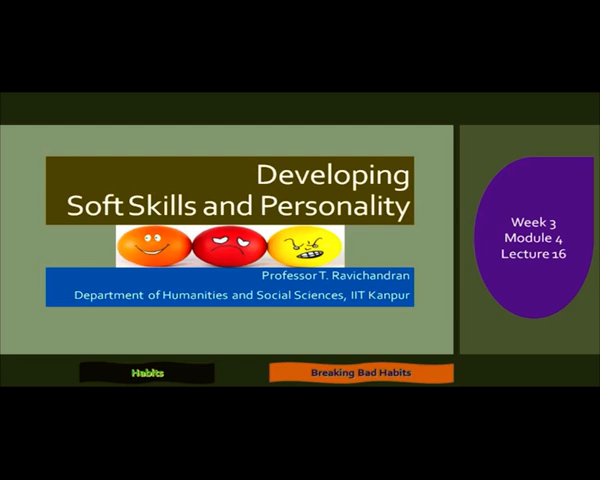 Developing
Soft Skills and Personality
Professor T. Ravichandran
Department of Humanities and Social Sciences, IIT Kanpur
Week 3
Module 4
Lecture 16
Habits
Breaking Bad Habits